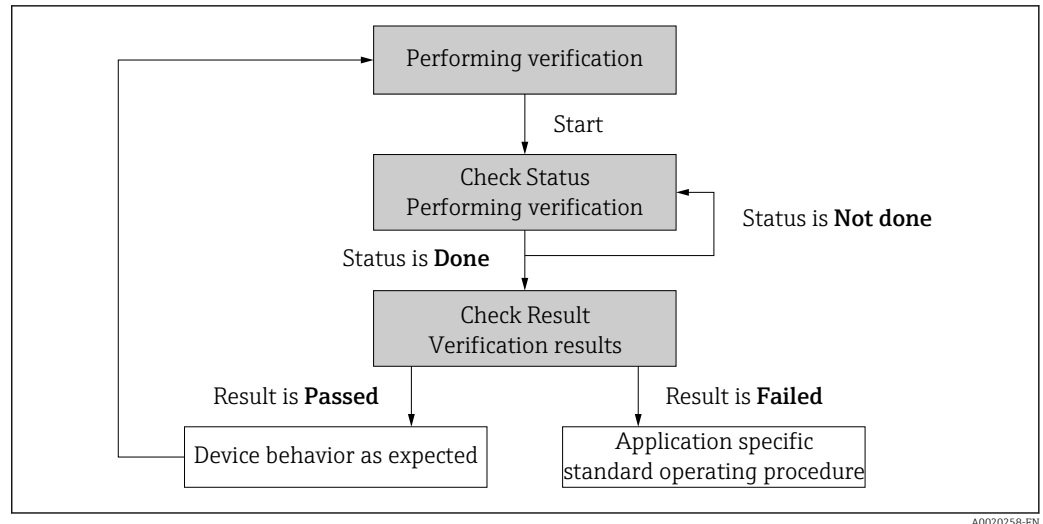 Performing verification
Start
Check Status
Performing verification
Status is Not done
Status is Done
Check Result
Verification results
Result is Passed
Result is Failed
Device behavior as expected
Application specific
standard operating procedure
A0020258-EN